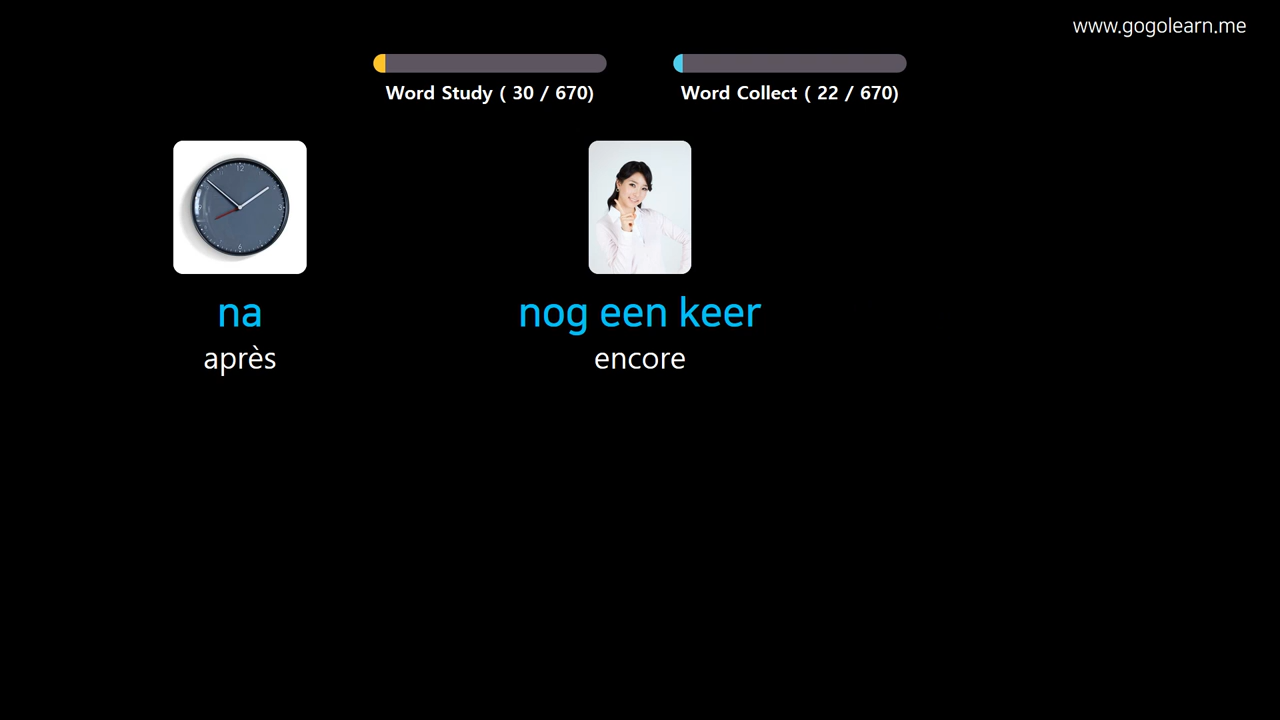 www.gogolearn.me
Word Study ( 30 / 670)
Word Collect ( 22 / 670)
na
nog een keer
après
encore